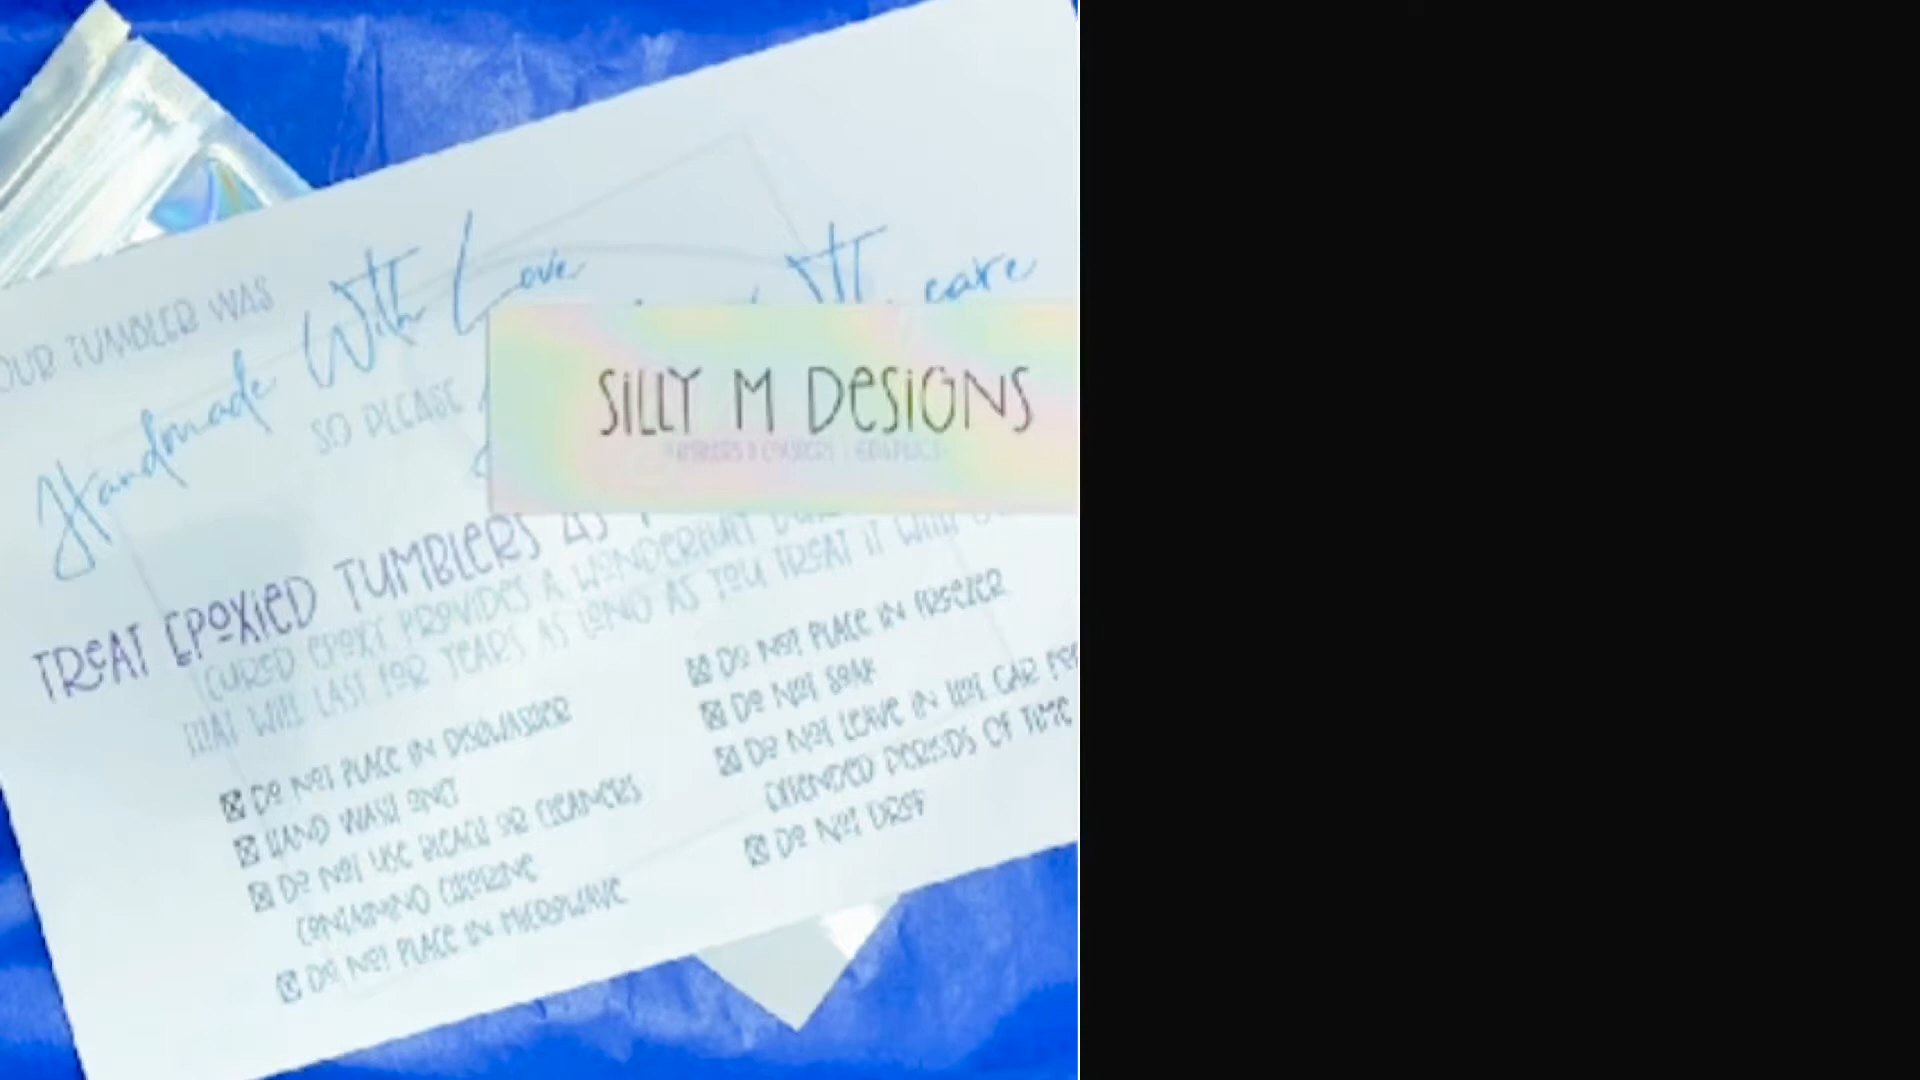 OUR TUMBLER WAS
Handmade With Love
SO PLEASE
care
SILLY M DESIGNS
TREAT EPOXIED TUMBLERS AS
CURED EPOXY PROVIDES A WONDERFUL
THAT WILL LAST FOR YEARS AS LONG AS YOU TREAT IT WITH
DO NOT PLACE IN DISHWASHER
HAND WASH ONLY
DO NOT USE BLEACH OR CLEANERS
CONTAINING CHLORINE
DO NOT PLACE IN MICROWAVE
DO NOT PLACE IN FREEZER
DO NOT SOAK
DO NOT LEAVE IN HOT CAR FOR
EXTENDED PERIODS OF TIME
DO NOT DROP